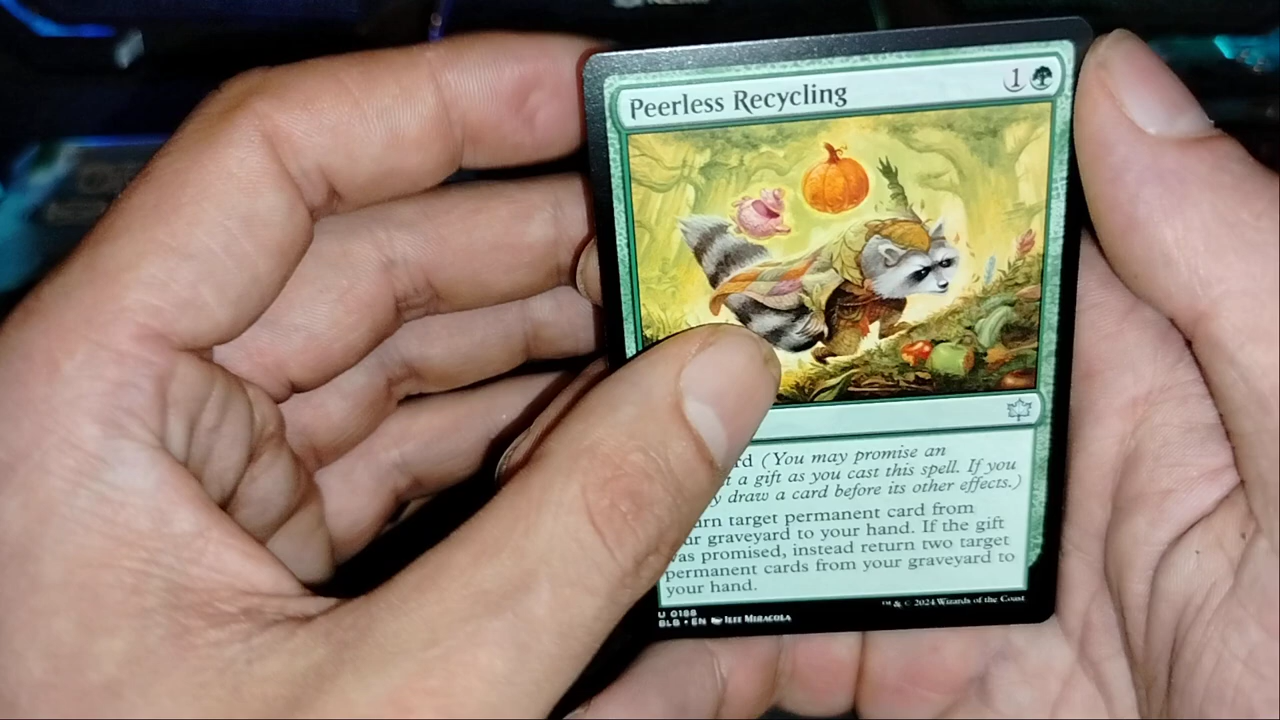 Peerless Recycling 1
rd (You may promise an
t a gift as you cast this spell. If you
y draw a card before its other effects.)
urn target permanent card from
ur graveyard to your hand. If the gift
was promised, instead return two target
permanent cards from your graveyard to
your hand.
U 0188
BLB • EN Jeff Miracola
™ & © 2024 Wizards of the Coast